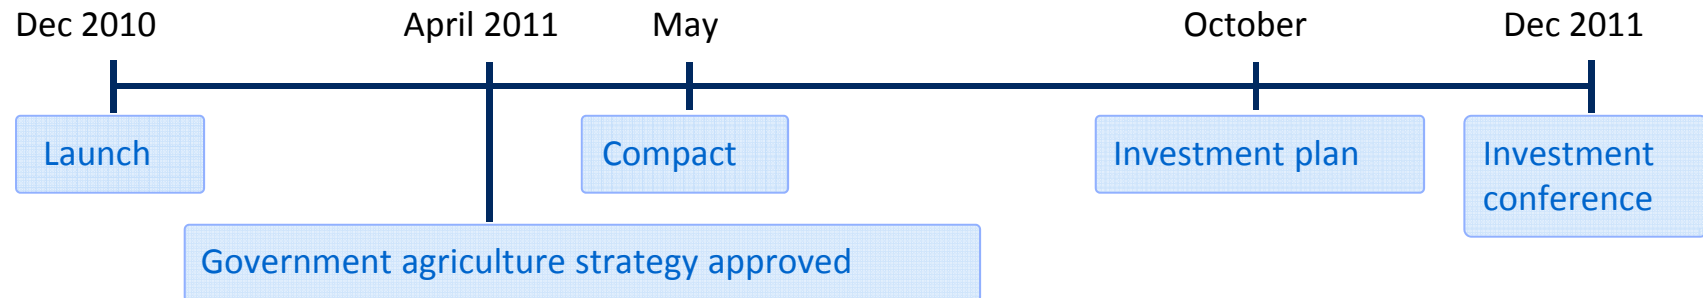 Dec 2010
April 2011
May
October
Dec 2011
Launch
Compact
Investment plan
Investment
conference
Government agriculture strategy approved